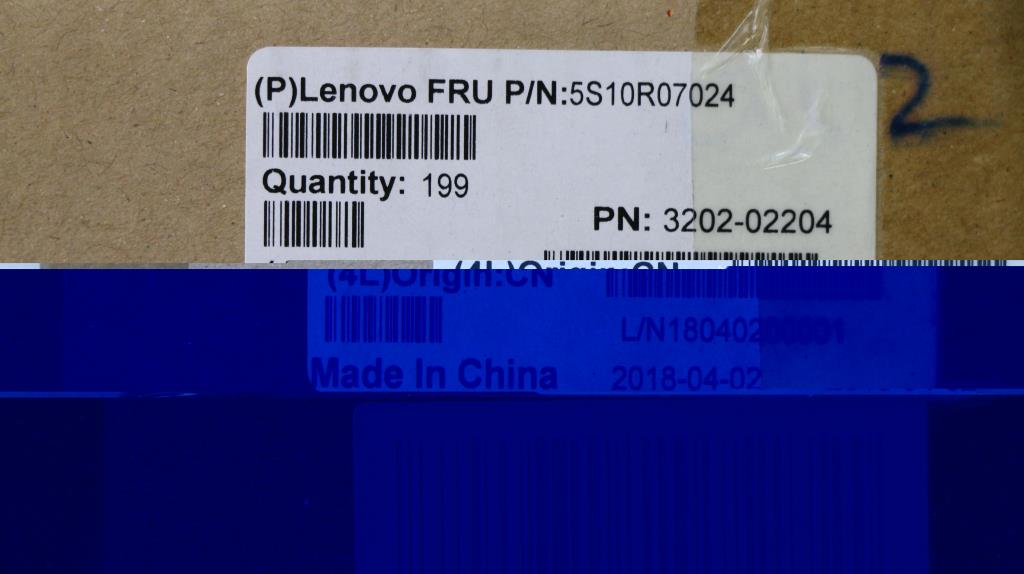 (P)Lenovo FRU P/N:5S10R07024
2
Quantity: 199
PN: 3202-02204
(4L)Origin:CN
Made In China
2018-04-02